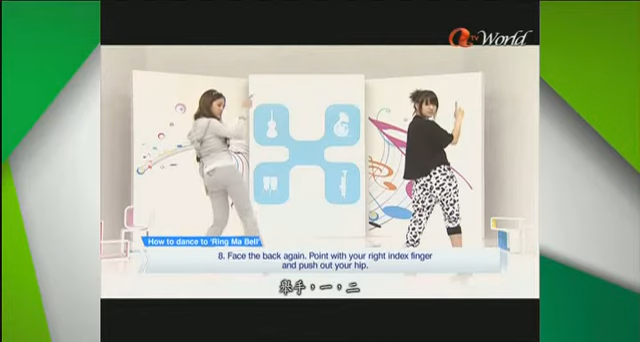 TV World
How to dance to 'Ring Ma Bell'
8. Face the back again. Point with your right index finger
and push out your hip.
舉手，一，二